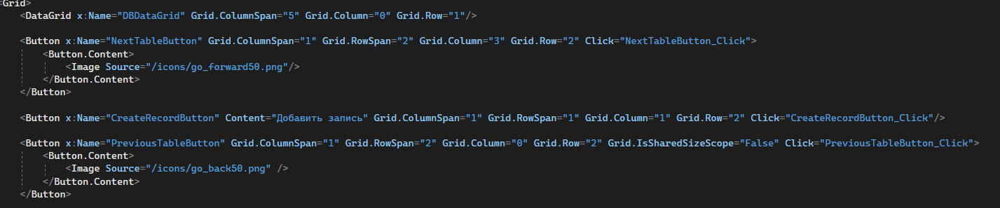 <Grid>
<DataGrid x:Name="DBDataGrid" Grid.ColumnSpan="5" Grid.Column="0" Grid.Row="1"/>
<Button x:Name="NextTableButton" Grid.ColumnSpan="1" Grid.RowSpan="2" Grid.Column="3" Grid.Row="2" Click="NextTableButton_Click">
<Button.Content>
<Image Source="/icons/go_forward50.png"/>
</Button.Content>
</Button>
<Button x:Name="CreateRecordButton" Content="Добавить запись" Grid.ColumnSpan="1" Grid.RowSpan="1" Grid.Column="1" Grid.Row="2" Click="CreateRecordButton_Click"/>
<Button x:Name="PreviousTableButton" Grid.ColumnSpan="1" Grid.RowSpan="2" Grid.Column="0" Grid.Row="2" Grid.IsSharedSizeScope="False" Click="PreviousTableButton_Click">
<Button.Content>
<Image Source="/icons/go_back50.png" />
</Button.Content>
</Button>